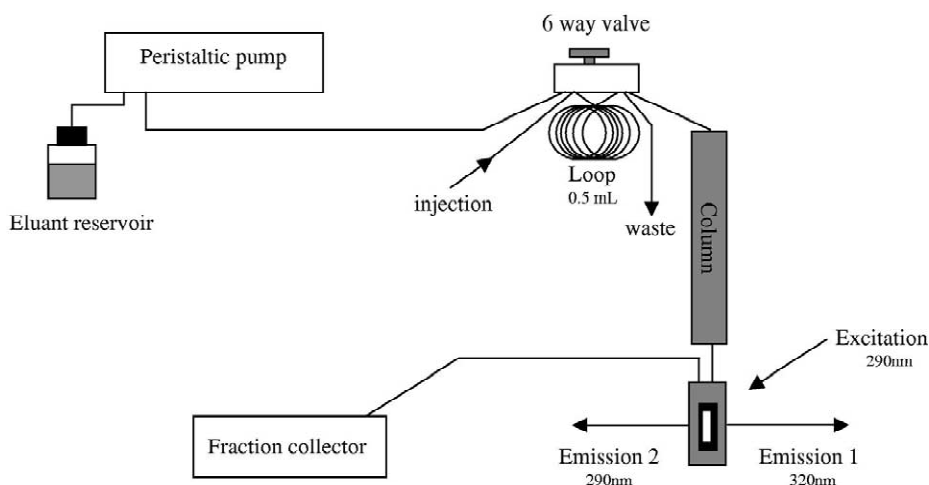 6 way valve
Peristaltic pump
Eluant reservoir
injection
Loop
0.5 mL
waste
Column
Excitation
290nm
Fraction collector
Emission 2
290nm
Emission 1
320nm